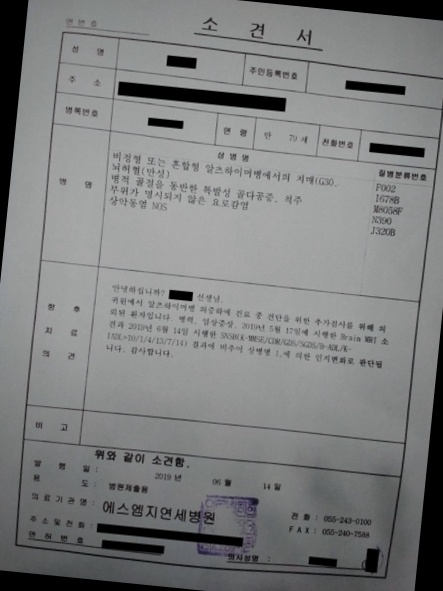 연번호
소 견 서
성 명
주민등록번호
주 소
병록번호
연 령
만 79 세
전화번호
병 명
상 병 명
질병분류번호
비정형 또는 혼합형 알츠하이머병에서의 치매(G30.
F002
뇌허혈(만성)
I678B
병적 골절을 동반한 특발성 골다공증, 척주
M8058F
부위가 명시되지 않은 요로감염
N390
상악동염 NOS
J320B
향 후 치 료 의 견
안녕하십니까? 선생님.
귀원에서 알츠하이머병 의증하에 진료 중 진단을 위한 추가검사를 위해 의
뢰된 환자입니다. 병력, 임상증상, 2019년 5월 17일에 시행한 Brain MRI 소
견과 2019년 6월 14일 시행한 SNSB(K-MMSE/CDR/GDS/SGDS/B-ADL/K-
IADL=10/1/4/13/7/14) 결과에 비추어 상병명 1.에 의한 인지변화로 판단됩
니다. 감사합니다.
비 고
위와 같이 소견함.
발 행 일 :
2019 년 06 월 14 일
용 도 : 병원제출용
의료기관명 : 에스엠지연세병원
전 화 : 055-243-0100
주소및전화 :
FAX : 055-240-7588
면 허 번 호 :
의사성명 :